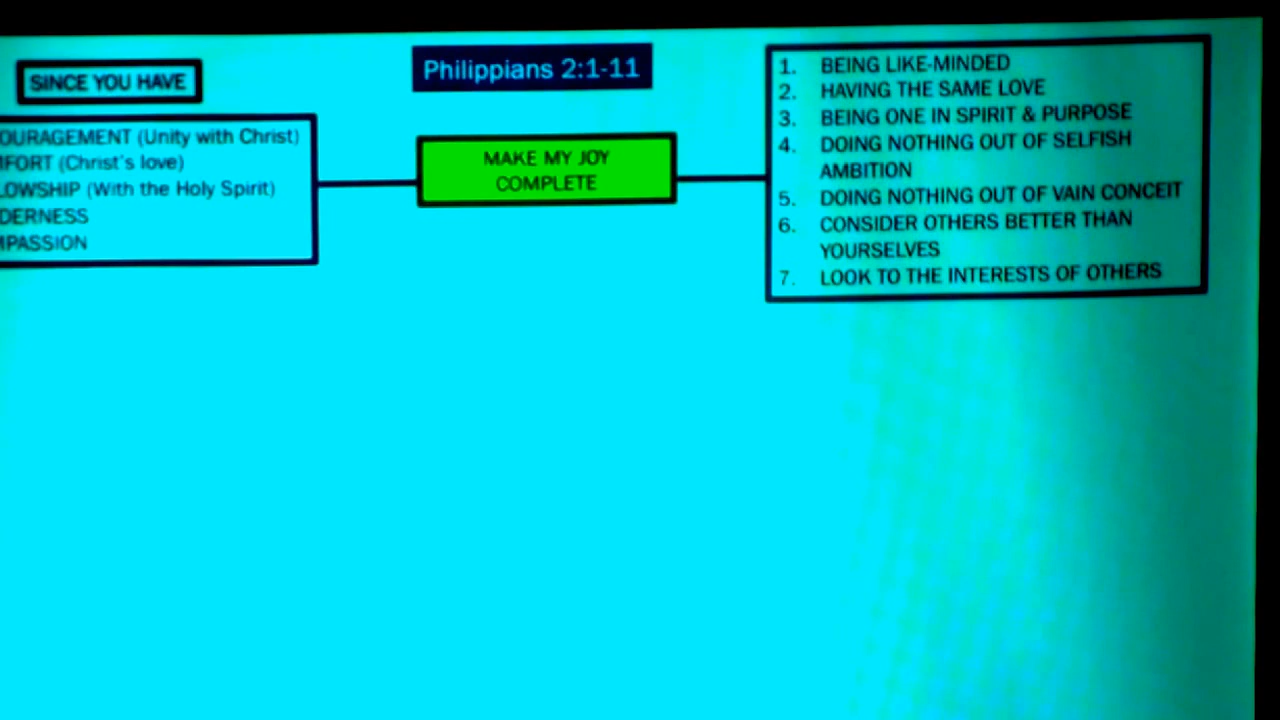 SINCE YOU HAVE
OURAGEMENT (Unity with Christ)
FORT (Christ's love)
LOWSHIP (With the Holy Spirit)
DERNESS
PASSION
Philippians 2:1-11
MAKE MY JOY
COMPLETE
1. BEING LIKE-MINDED
2. HAVING THE SAME LOVE
3. BEING ONE IN SPIRIT & PURPOSE
4. DOING NOTHING OUT OF SELFISH
AMBITION
5. DOING NOTHING OUT OF VAIN CONCEIT
6. CONSIDER OTHERS BETTER THAN
YOURSELVES
7. LOOK TO THE INTERESTS OF OTHERS